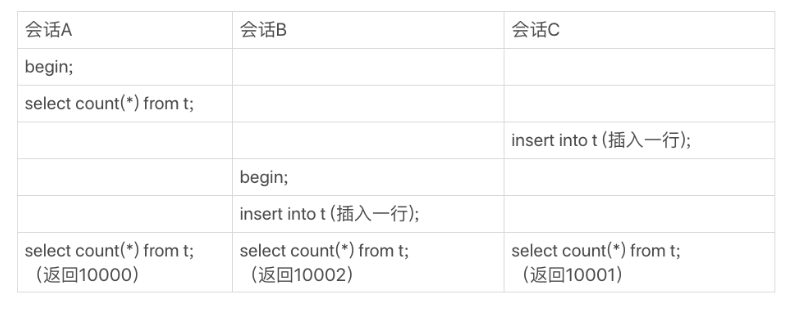 会话A 会话B 会话C
begin;
select count(*) from t;
insert into t (插入一行);
begin;
insert into t (插入一行);
select count(*) from t; select count(*) from t; select count(*) from t;
（返回10000） （返回10002） （返回10001）